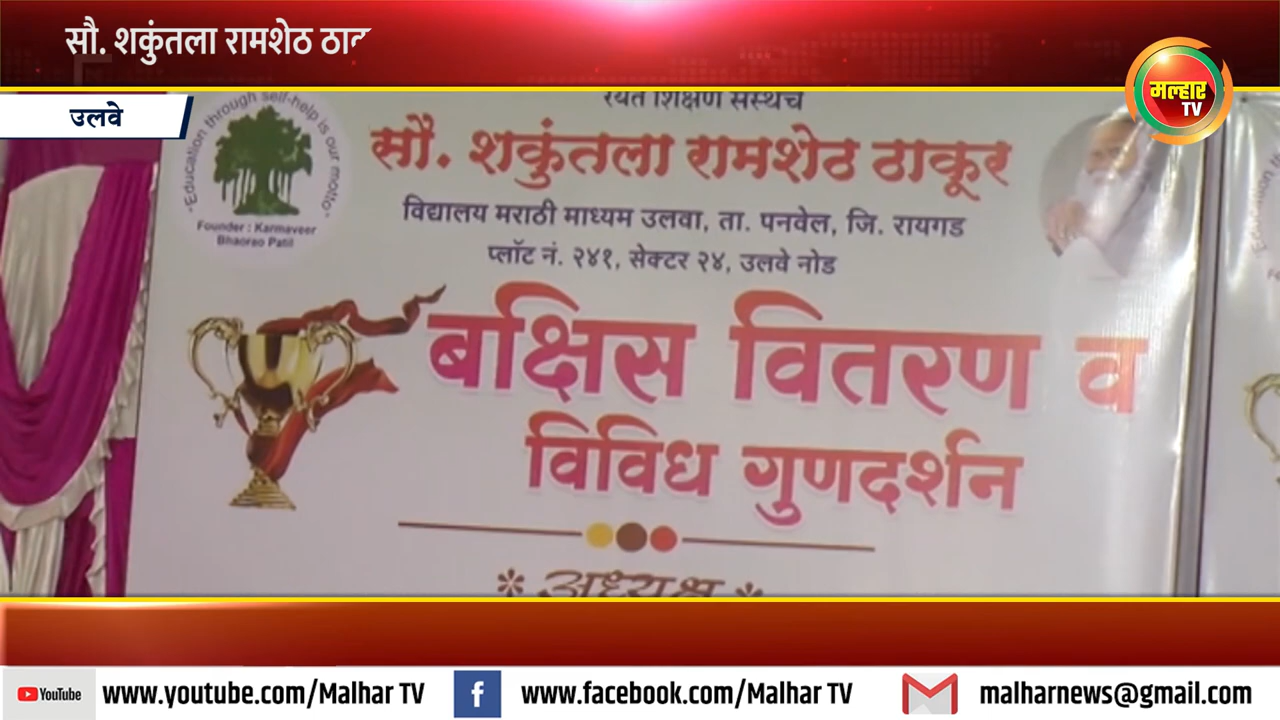 सौ. शकुंतला रामशेठ
मल्हार
TV
उलवे
"Education through self-help is our motto"
Founder : Karmaveer
Bhaorao Patil
रयत शिक्षण संस्थेचे
सौ. शकुंतला रामशेठ ठाकूर
विद्यालय मराठी माध्यम उलवा, ता. पनवेल, जि. रायगड
प्लॉट नं. २४१, सेक्टर २४, उलवे नोड
बक्षिस वितरण व
विविध गुणदर्शन
* अध्यक्ष *
YouTube
www.youtube.com/Malhar TV
f
www.facebook.com/Malhar TV
malharnews@gmail.com